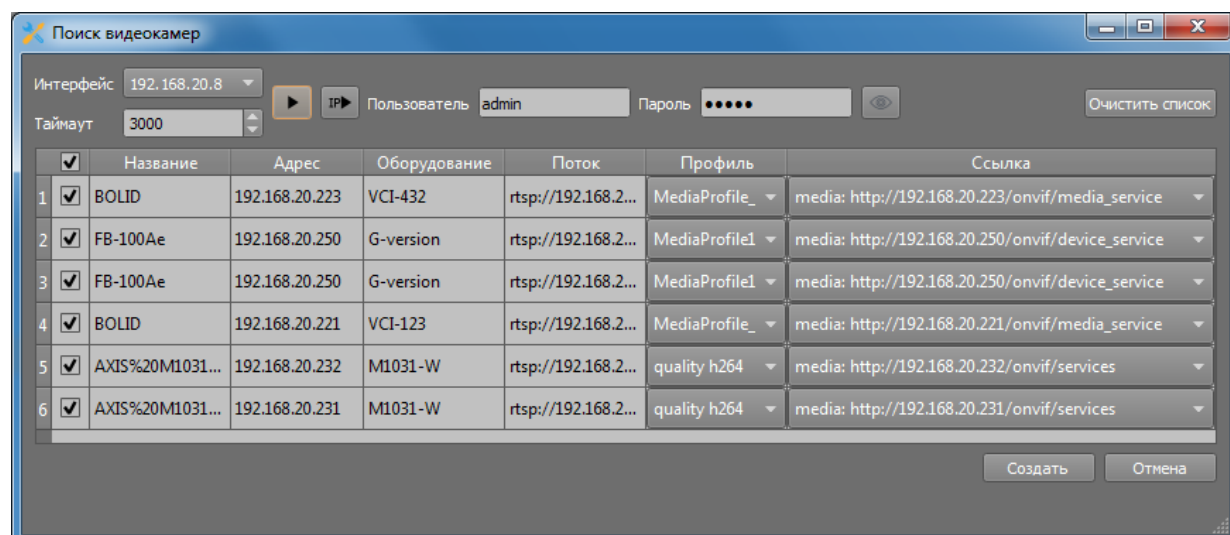 Поиск видеокамер
Интерфейс 192.168.20.8
IP Пользователь admin Пароль ●●●●● Очистить список
Таймаут 3000
Название Адрес Оборудование Поток Профиль Ссылка
1 BOLID 192.168.20.223 VCI-432 rtsp://192.168.2... MediaProfile_ media: http://192.168.20.223/onvif/media_service
2 FB-100Ae 192.168.20.250 G-version rtsp://192.168.2... MediaProfile1 media: http://192.168.20.250/onvif/device_service
3 FB-100Ae 192.168.20.250 G-version rtsp://192.168.2... MediaProfile1 media: http://192.168.20.250/onvif/device_service
4 BOLID 192.168.20.221 VCI-123 rtsp://192.168.2... MediaProfile_ media: http://192.168.20.221/onvif/media_service
5 AXIS%20M1031... 192.168.20.232 M1031-W rtsp://192.168.2... quality h264 media: http://192.168.20.232/onvif/services
6 AXIS%20M1031... 192.168.20.231 M1031-W rtsp://192.168.2... quality h264 media: http://192.168.20.231/onvif/services
Создать Отмена